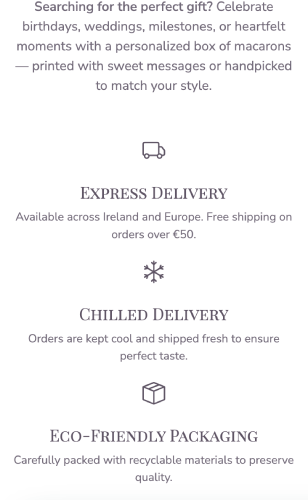 Searching for the perfect gift? Celebrate
birthdays, weddings, milestones, or heartfelt
moments with a personalized box of macarons
— printed with sweet messages or handpicked
to match your style.
Express Delivery
Available across Ireland and Europe. Free shipping on
orders over €50.
Chilled Delivery
Orders are kept cool and shipped fresh to ensure
perfect taste.
Eco-Friendly Packaging
Carefully packed with recyclable materials to preserve
quality.